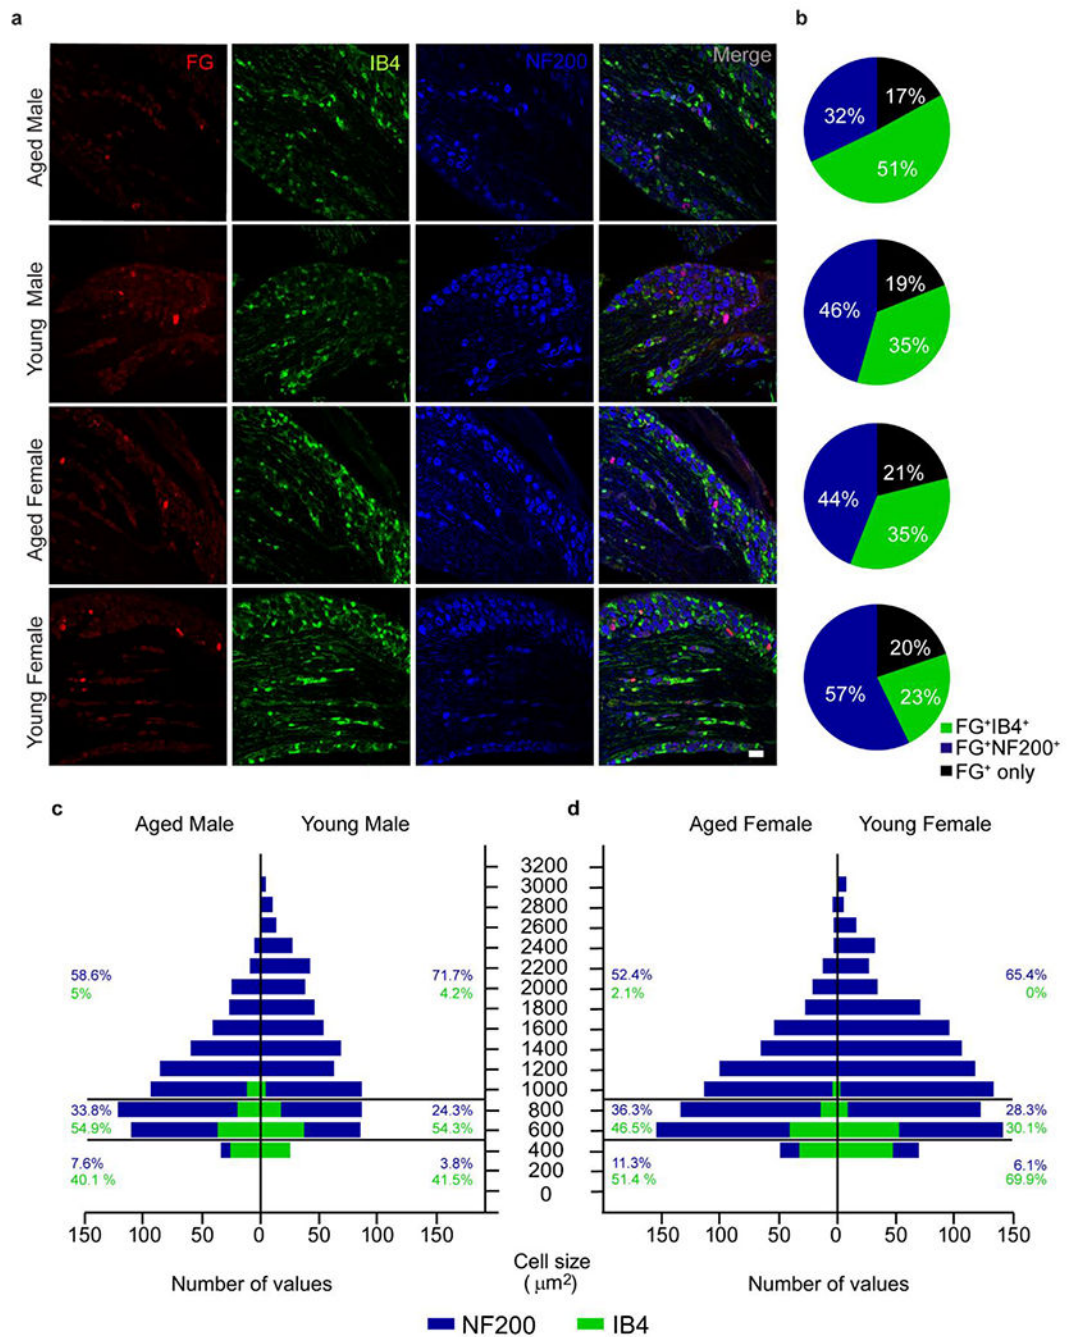 a
b
FG
IB4
NF200
Merge
Aged Male
Young Male
Aged Female
Young Female
17%
32%
51%
19%
46%
35%
21%
44%
35%
20%
57%
23%
FG⁺IB4⁺
FG⁺NF200⁺
FG⁺ only
c
d
Aged Male
Young Male
Aged Female
Young Female
3200
3000
2800
2600
2400
2200
2000
1800
1600
1400
1200
1000
800
600
400
200
0
58.6%
5%
71.7%
4.2%
52.4%
2.1%
65.4%
0%
33.8%
54.9%
24.3%
54.3%
36.3%
46.5%
28.3%
30.1%
7.6%
40.1 %
3.8%
41.5%
11.3%
51.4 %
6.1%
69.9%
150 100 50 0 50 100 150
150 100 50 0 50 100 150
Cell size
( µm²)
Number of values
Number of values
NF200
IB4